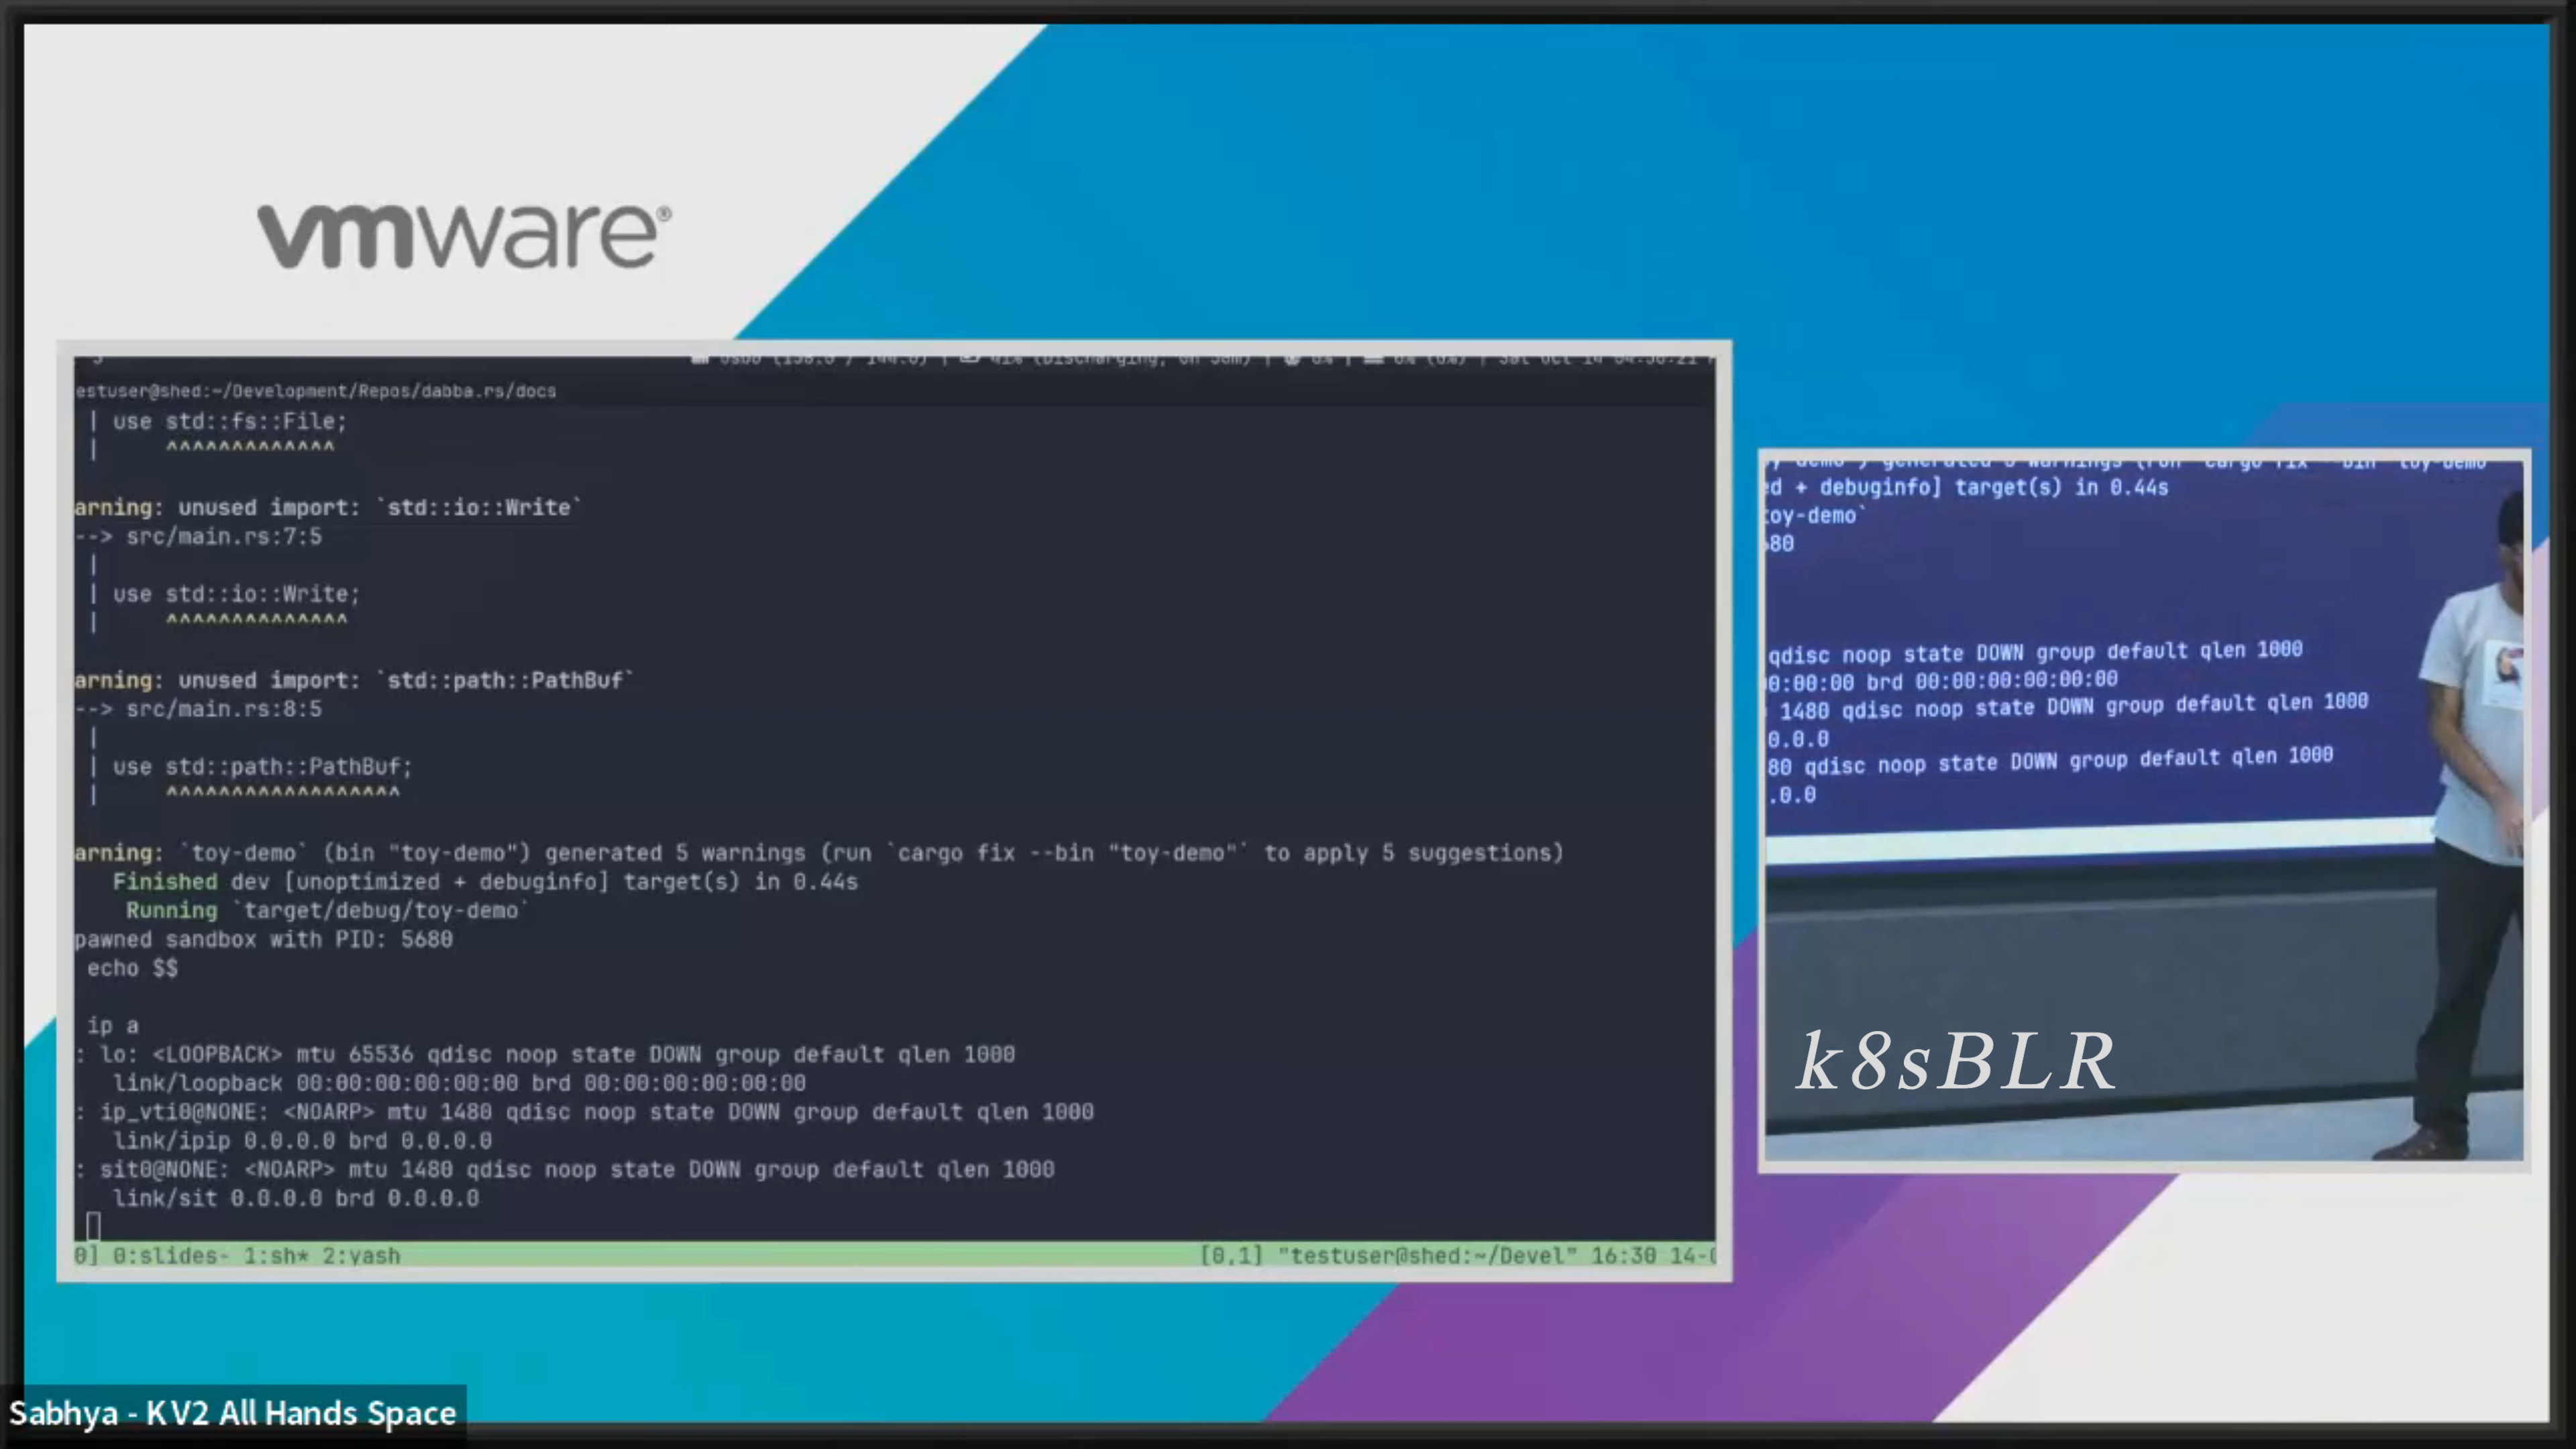 vmware®
estuser@shed:~/Development/Repos/dabba.rs/docs
| use std::fs::File;
| ^^^^^^^^^^^^^
arning: unused import: `std::io::Write`
--> src/main.rs:7:5
|
| use std::io::Write;
| ^^^^^^^^^^^^^^
arning: unused import: `std::path::PathBuf`
--> src/main.rs:8:5
|
| use std::path::PathBuf;
| ^^^^^^^^^^^^^^^^^^
arning: `toy-demo` (bin "toy-demo") generated 5 warnings (run `cargo fix --bin "toy-demo"` to apply 5 suggestions)
Finished dev [unoptimized + debuginfo] target(s) in 0.44s
Running `target/debug/toy-demo`
pawned sandbox with PID: 5680
echo $$
ip a
: lo: <LOOPBACK> mtu 65536 qdisc noop state DOWN group default qlen 1000
link/loopback 00:00:00:00:00:00 brd 00:00:00:00:00:00
: ip_vti0@NONE: <NOARP> mtu 1480 qdisc noop state DOWN group default qlen 1000
link/ipip 0.0.0.0 brd 0.0.0.0
: sit0@NONE: <NOARP> mtu 1480 qdisc noop state DOWN group default qlen 1000
link/sit 0.0.0.0 brd 0.0.0.0
0] 0:slides- 1:sh* 2:yash [0,1] "testuser@shed:~/Devel" 16:30 14-
ed + debuginfo] target(s) in 0.44s
toy-demo`
680
qdisc noop state DOWN group default qlen 1000
0:00:00 brd 00:00:00:00:00:00
1480 qdisc noop state DOWN group default qlen 1000
0.0.0
80 qdisc noop state DOWN group default qlen 1000
.0.0
k8sBLR
Sabhya - KV2 All Hands Space